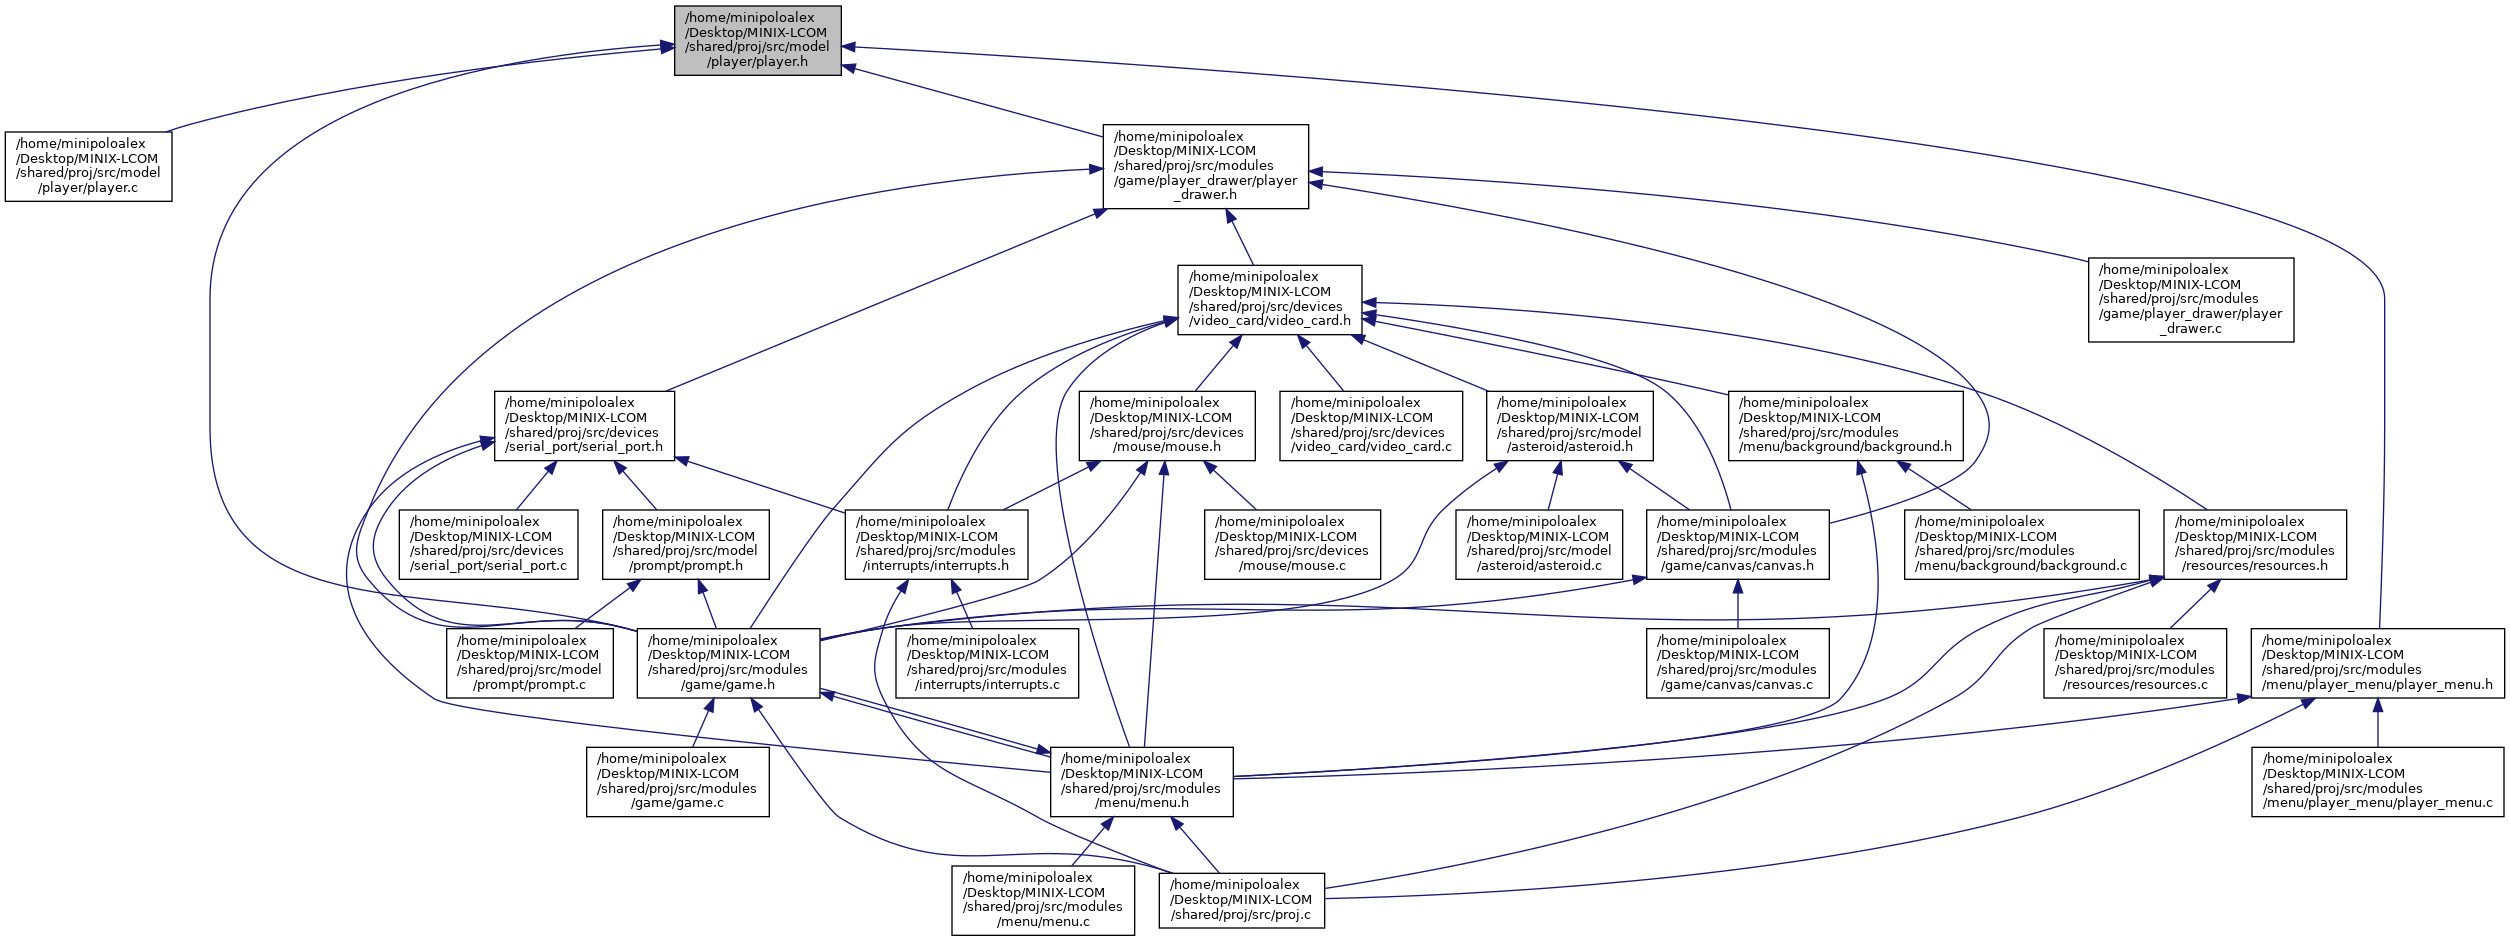 /home/minipoloalex
/Desktop/MINIX-LCOM
/shared/proj/src/model
/player/player.h
/home/minipoloalex
/Desktop/MINIX-LCOM
/shared/proj/src/model
/player/player.c
/home/minipoloalex
/Desktop/MINIX-LCOM
/shared/proj/src/modules
/game/player_drawer/player
_drawer.h
/home/minipoloalex
/Desktop/MINIX-LCOM
/shared/proj/src/devices
/video_card/video_card.h
/home/minipoloalex
/Desktop/MINIX-LCOM
/shared/proj/src/modules
/game/player_drawer/player
_drawer.c
/home/minipoloalex
/Desktop/MINIX-LCOM
/shared/proj/src/devices
/serial_port/serial_port.h
/home/minipoloalex
/Desktop/MINIX-LCOM
/shared/proj/src/devices
/mouse/mouse.h
/home/minipoloalex
/Desktop/MINIX-LCOM
/shared/proj/src/devices
/video_card/video_card.c
/home/minipoloalex
/Desktop/MINIX-LCOM
/shared/proj/src/model
/asteroid/asteroid.h
/home/minipoloalex
/Desktop/MINIX-LCOM
/shared/proj/src/modules
/menu/background/background.h
/home/minipoloalex
/Desktop/MINIX-LCOM
/shared/proj/src/devices
/serial_port/serial_port.c
/home/minipoloalex
/Desktop/MINIX-LCOM
/shared/proj/src/model
/prompt/prompt.h
/home/minipoloalex
/Desktop/MINIX-LCOM
/shared/proj/src/modules
/interrupts/interrupts.h
/home/minipoloalex
/Desktop/MINIX-LCOM
/shared/proj/src/devices
/mouse/mouse.c
/home/minipoloalex
/Desktop/MINIX-LCOM
/shared/proj/src/model
/asteroid/asteroid.c
/home/minipoloalex
/Desktop/MINIX-LCOM
/shared/proj/src/modules
/game/canvas/canvas.h
/home/minipoloalex
/Desktop/MINIX-LCOM
/shared/proj/src/modules
/menu/background/background.c
/home/minipoloalex
/Desktop/MINIX-LCOM
/shared/proj/src/modules
/resources/resources.h
/home/minipoloalex
/Desktop/MINIX-LCOM
/shared/proj/src/model
/prompt/prompt.c
/home/minipoloalex
/Desktop/MINIX-LCOM
/shared/proj/src/modules
/game/game.h
/home/minipoloalex
/Desktop/MINIX-LCOM
/shared/proj/src/modules
/interrupts/interrupts.c
/home/minipoloalex
/Desktop/MINIX-LCOM
/shared/proj/src/modules
/game/canvas/canvas.c
/home/minipoloalex
/Desktop/MINIX-LCOM
/shared/proj/src/modules
/resources/resources.c
/home/minipoloalex
/Desktop/MINIX-LCOM
/shared/proj/src/modules
/menu/player_menu/player_menu.h
/home/minipoloalex
/Desktop/MINIX-LCOM
/shared/proj/src/modules
/game/game.c
/home/minipoloalex
/Desktop/MINIX-LCOM
/shared/proj/src/modules
/menu/menu.h
/home/minipoloalex
/Desktop/MINIX-LCOM
/shared/proj/src/modules
/menu/player_menu/player_menu.c
/home/minipoloalex
/Desktop/MINIX-LCOM
/shared/proj/src/modules
/menu/menu.c
/home/minipoloalex
/Desktop/MINIX-LCOM
/shared/proj/src/proj.c